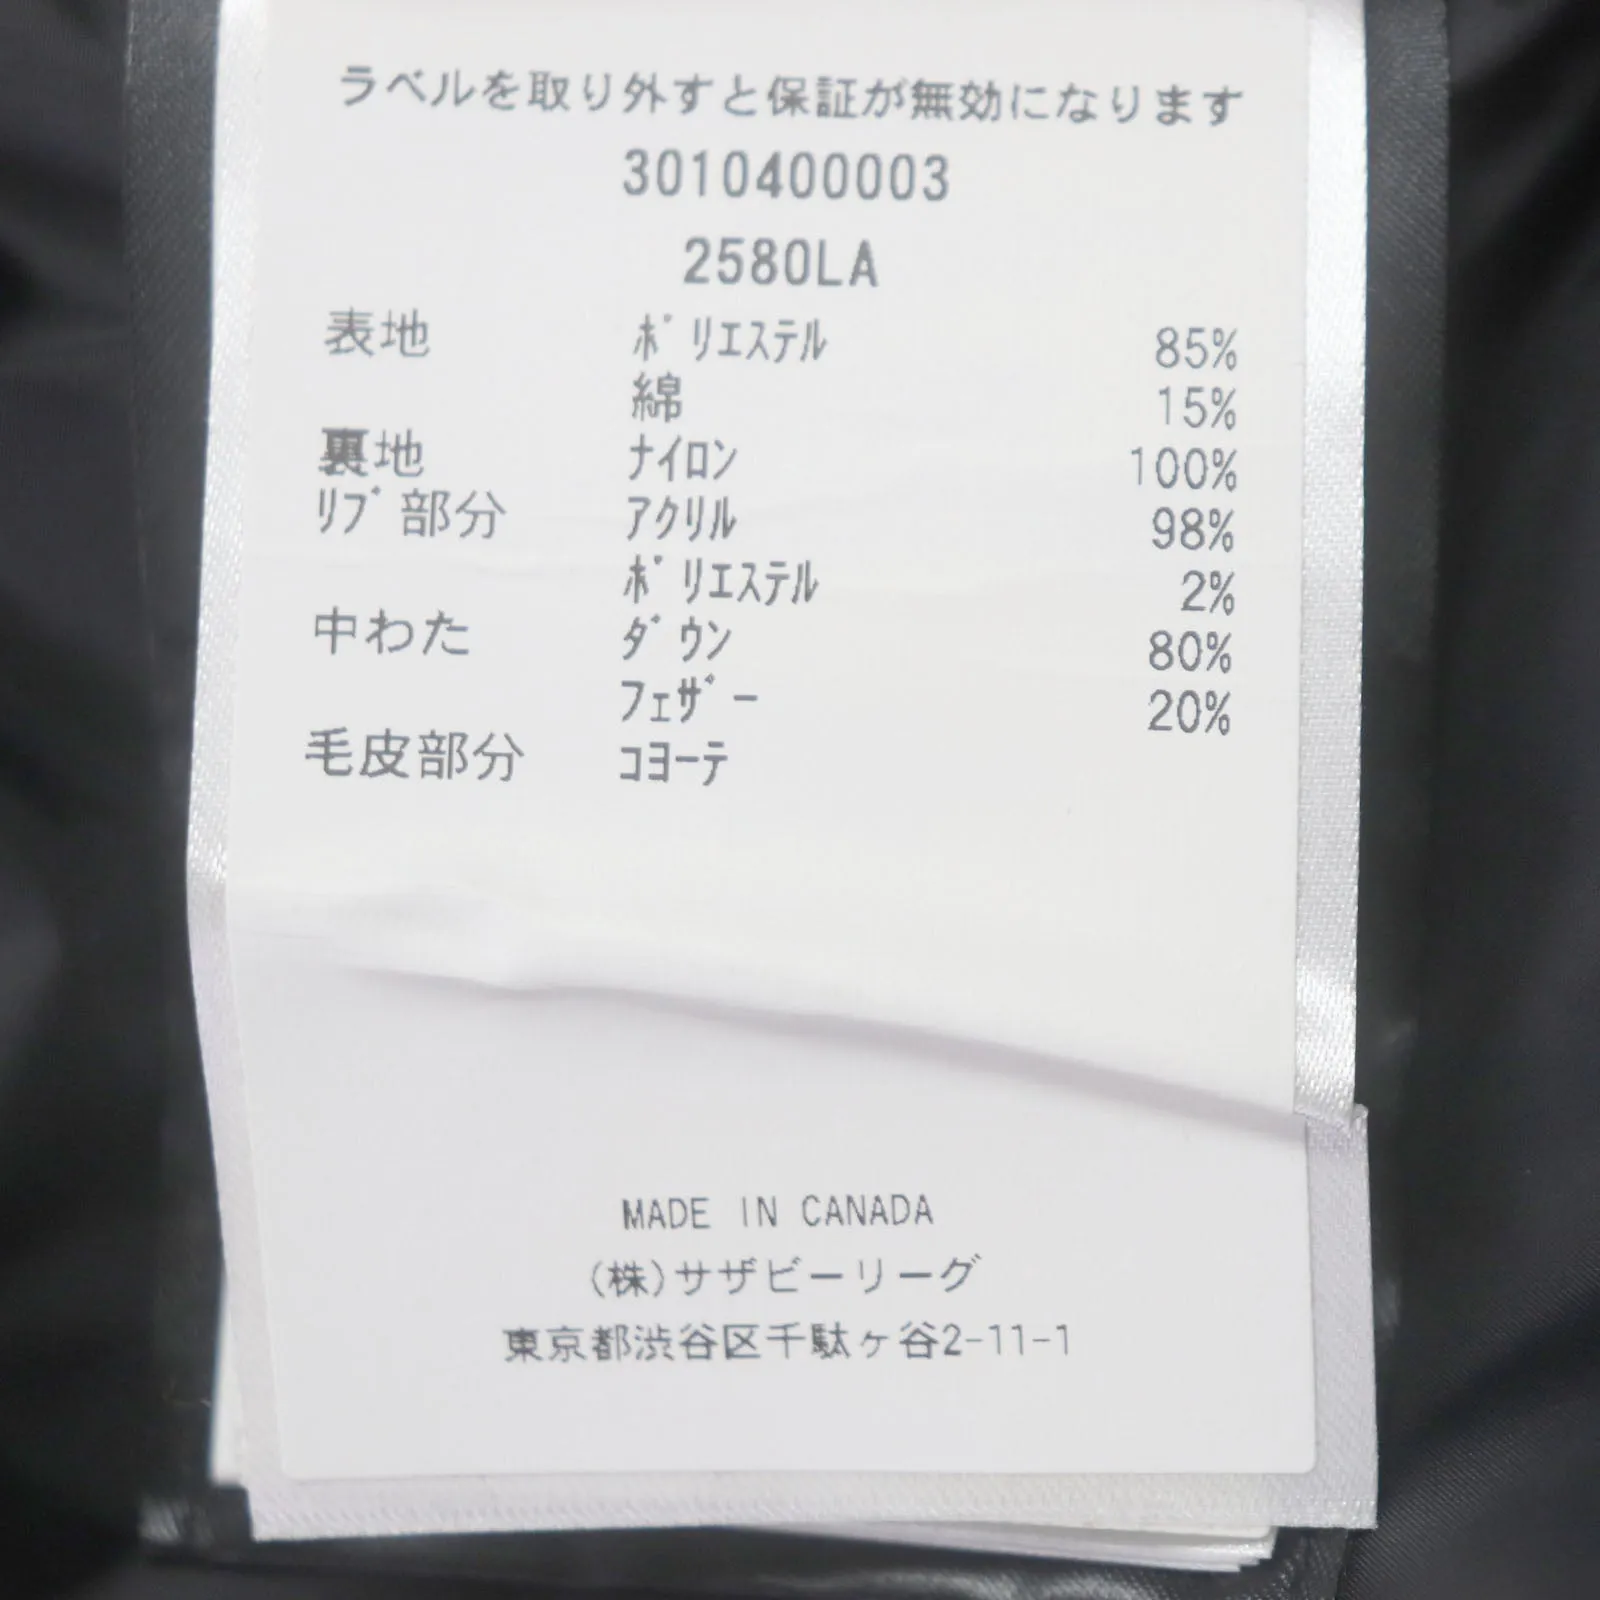 ラベルを取り外すと保証が無効になります
3010400003
2580LA
表地 ﾎﾟﾘｴｽﾃﾙ 85%
綿 15%
裏地 ﾅｲﾛﾝ 100%
ﾘﾌﾞ部分 ｱｸﾘﾙ 98%
ﾎﾟﾘｴｽﾃﾙ 2%
中わた ﾀﾞｳﾝ 80%
ﾌｪｻﾞｰ 20%
毛皮部分 ｺﾖｰﾃ
MADE IN CANADA
(株)サザビーリーグ
東京都渋谷区千駄ヶ谷2-11-1